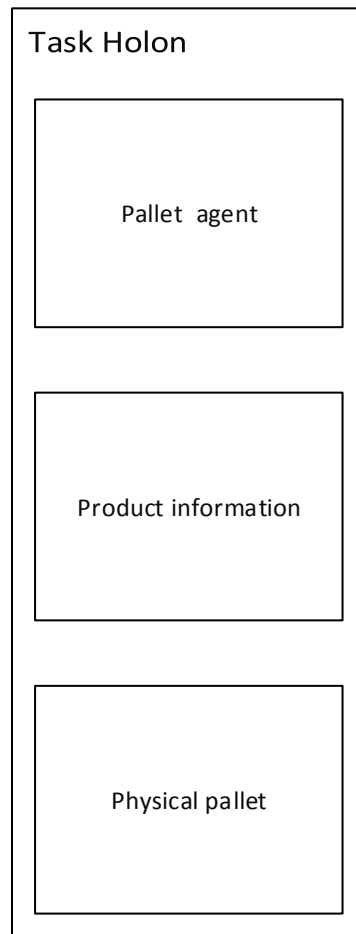 Task Holon
Pallet agent
Product information
Physical pallet